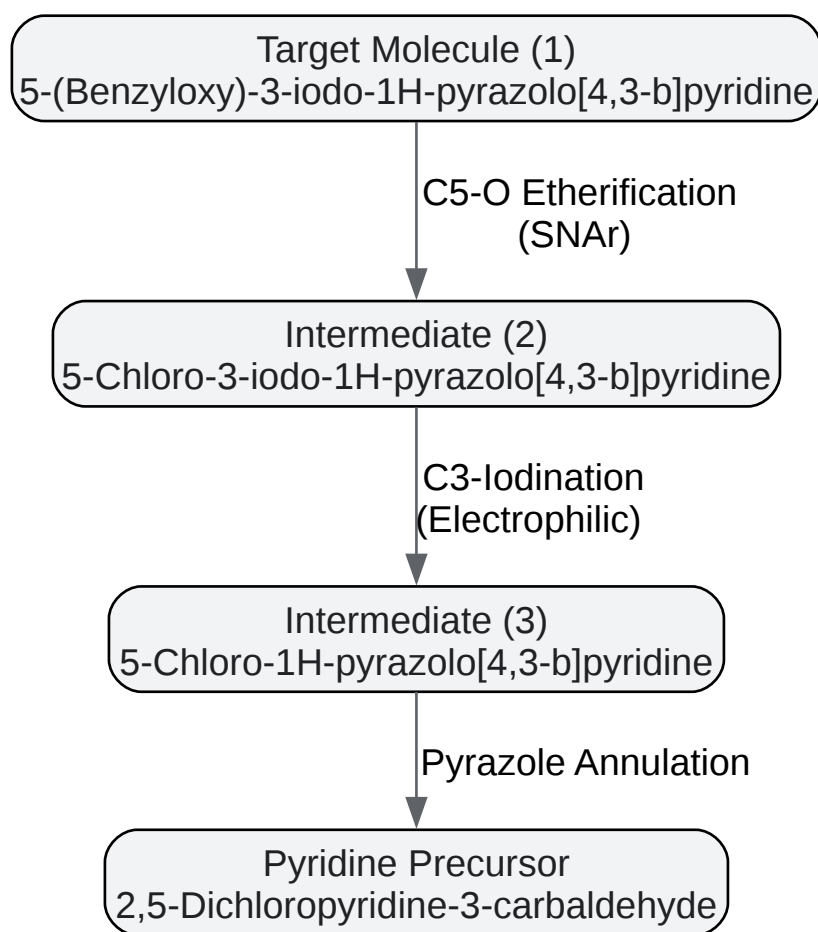 Target Molecule (1)
5-(Benzyloxy)-3-iodo-1H-pyrazolo[4,3-b]pyridine
C5-O Etherification
(SNAr)
Intermediate (2)
5-Chloro-3-iodo-1H-pyrazolo[4,3-b]pyridine
C3-Iodination
(Electrophilic)
Intermediate (3)
5-Chloro-1H-pyrazolo[4,3-b]pyridine
Pyrazole Annulation
Pyridine Precursor
2,5-Dichloropyridine-3-carbaldehyde